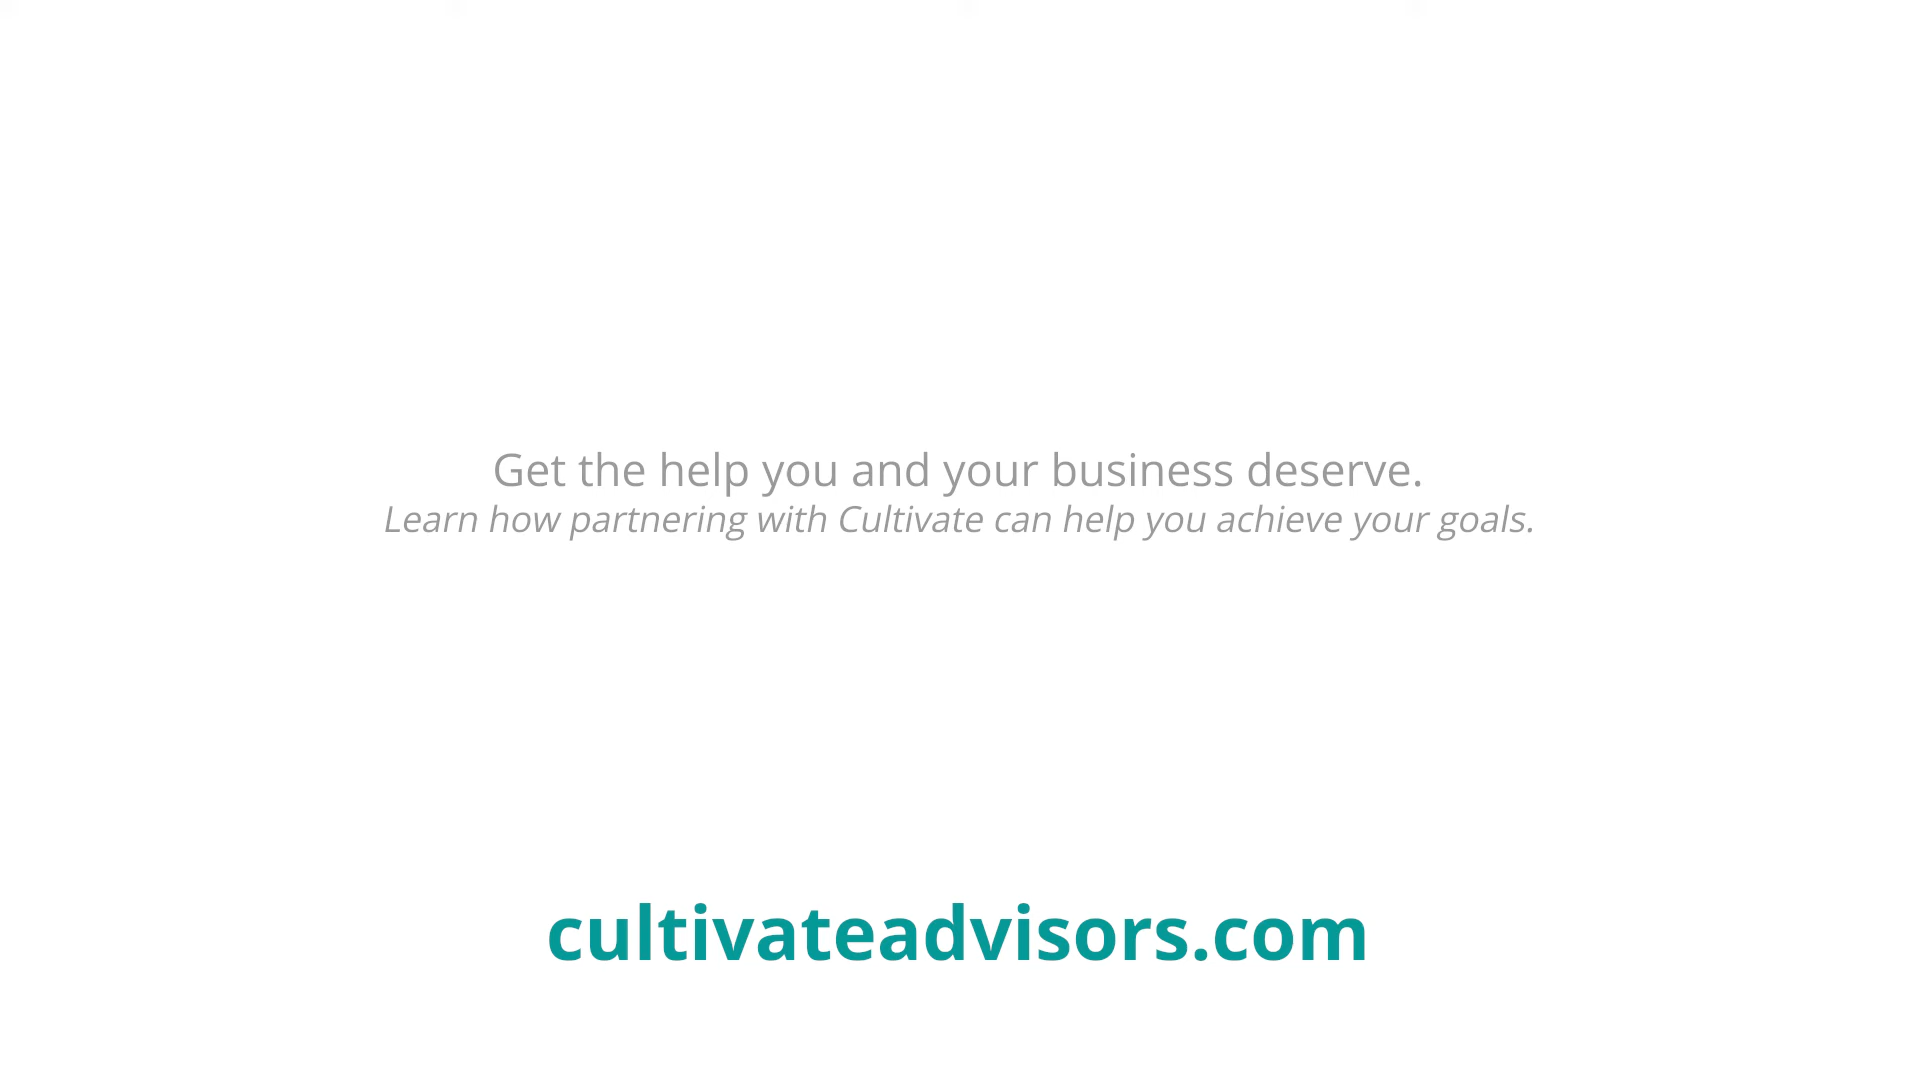 Get the help you and your business deserve.
Learn how partnering with Cultivate can help you achieve your goals.
cultivateadvisors.com